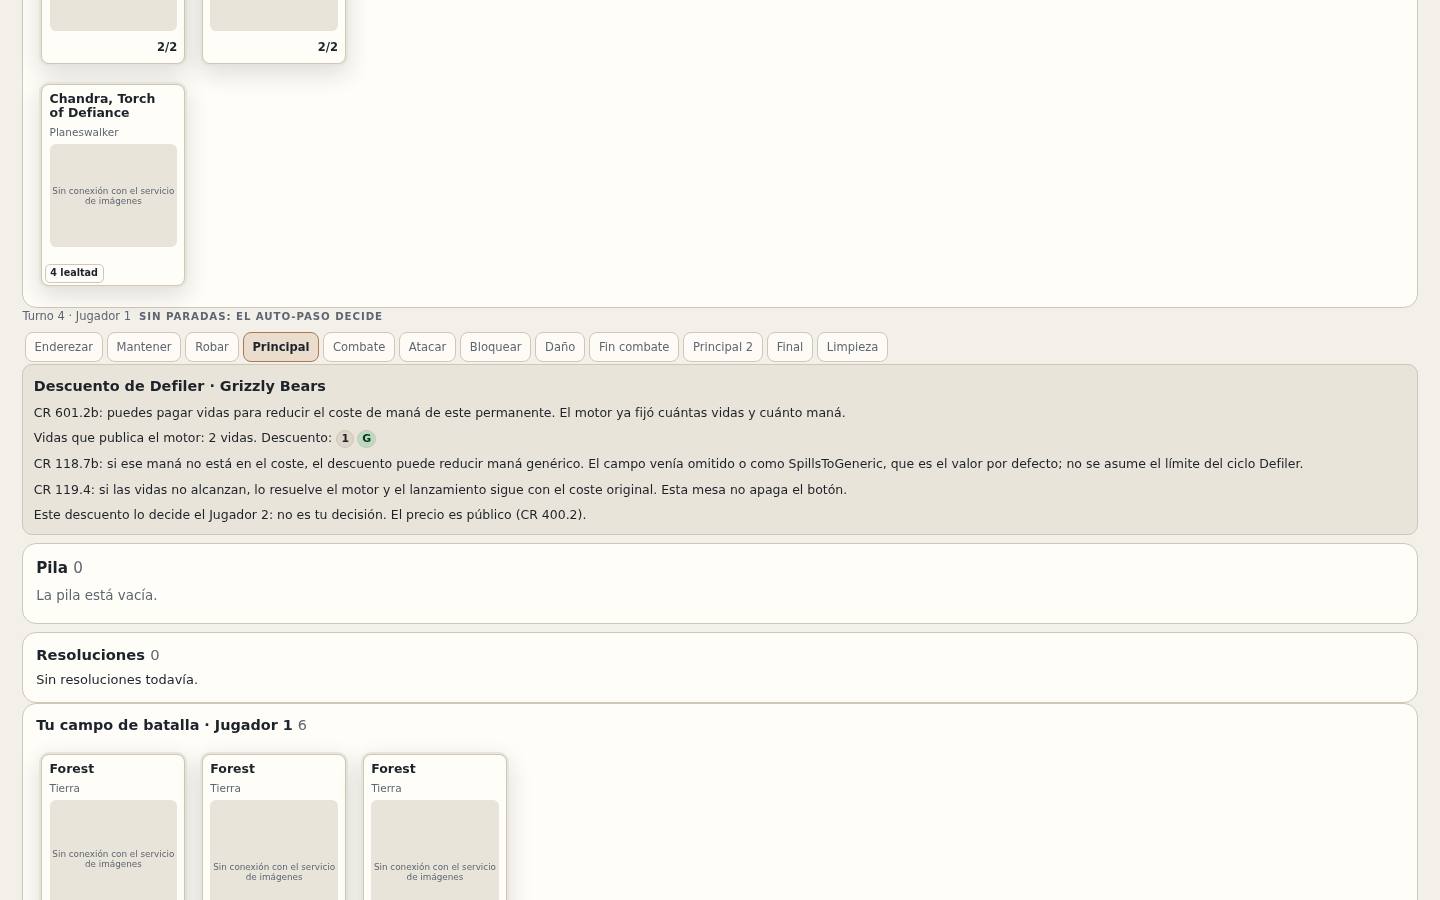 2/2
2/2
Chandra, Torch
of Defiance
Planeswalker
Sin conexión con el servicio
de imágenes
4 lealtad
Turno 4 · Jugador 1 SIN PARADAS: EL AUTO-PASO DECIDE
Enderezar Mantener Robar Principal Combate Atacar Bloquear Daño Fin combate Principal 2 Final Limpieza
Descuento de Defiler · Grizzly Bears
CR 601.2b: puedes pagar vidas para reducir el coste de maná de este permanente. El motor ya fijó cuántas vidas y cuánto maná.
Vidas que publica el motor: 2 vidas. Descuento: 1 G
CR 118.7b: si ese maná no está en el coste, el descuento puede reducir maná genérico. El campo venía omitido o como SpillsToGeneric, que es el valor por defecto; no se asume el límite del ciclo Defiler.
CR 119.4: si las vidas no alcanzan, lo resuelve el motor y el lanzamiento sigue con el coste original. Esta mesa no apaga el botón.
Este descuento lo decide el Jugador 2: no es tu decisión. El precio es público (CR 400.2).
Pila 0
La pila está vacía.
Resoluciones 0
Sin resoluciones todavía.
Tu campo de batalla · Jugador 1 6
Forest
Tierra
Sin conexión con el servicio
de imágenes
Forest
Tierra
Sin conexión con el servicio
de imágenes
Forest
Tierra
Sin conexión con el servicio
de imágenes